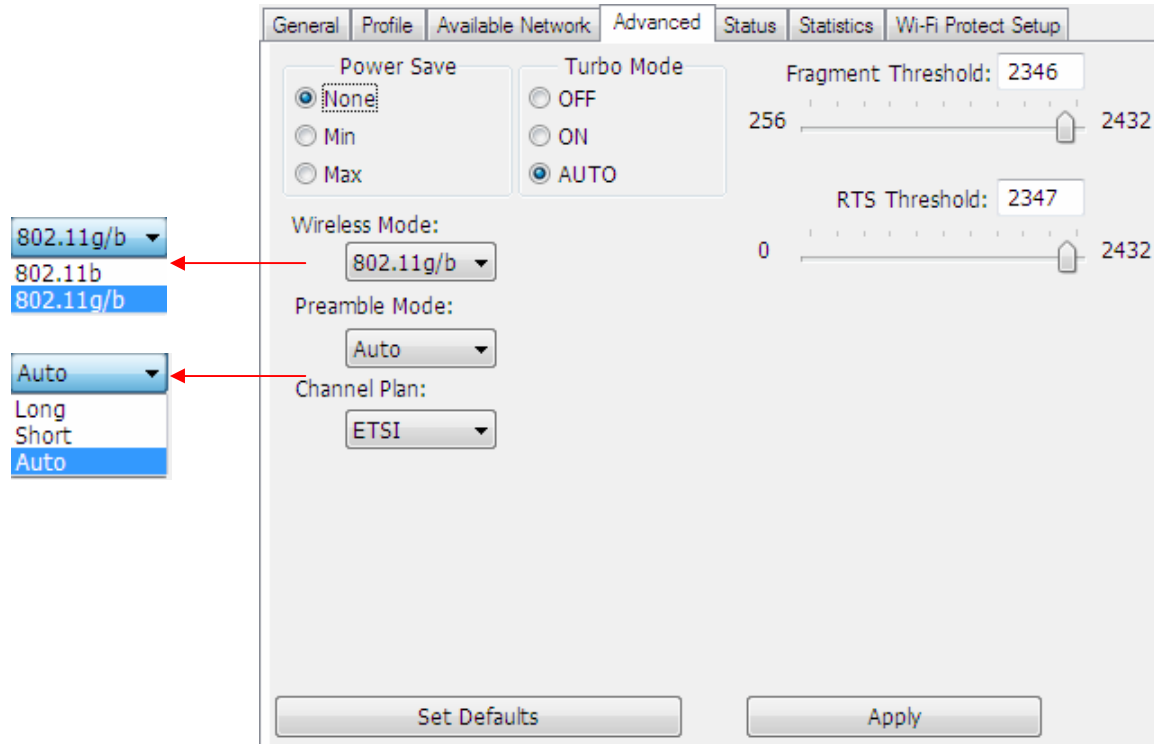 General Profile Available Network Advanced Status Statistics Wi-Fi Protect Setup
Power Save
None
Min
Max
Turbo Mode
OFF
ON
AUTO
Fragment Threshold: 2346
256 2432
RTS Threshold: 2347
0 2432
Wireless Mode:
802.11g/b
Preamble Mode:
Auto
Channel Plan:
ETSI
802.11g/b
802.11b
802.11g/b
Auto
Long
Short
Auto
Set Defaults Apply